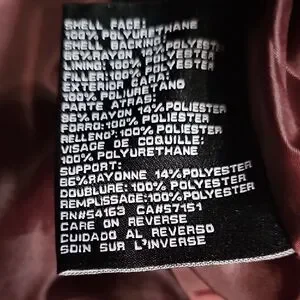 SHELL FACE:
100% POLYURETHANE
SHELL BACKING:
86%RAYON 14%POLYESTER
LINING: 100% POLYESTER
FILLER: 100% POLYESTER
EXTERIOR CARA:
100% POLIURETANO
PARTE ATRAS:
86% RAYON 14%POLIESTER
FORRO:100% POLIESTER
RELLENO: 100% POLIESTER
VISAGE DE COQUILLE:
100% POLYURETHANE
SUPPORT:
86%RAYONNE 14%POLYESTER
DOUBLURE: 100% POLYESTER
REMPLISSAGE:100% POLYESTER
RN#54163 CA#57151
CARE ON REVERSE
CUIDADO AL REVERSO
SOIN SUR L'INVERSE